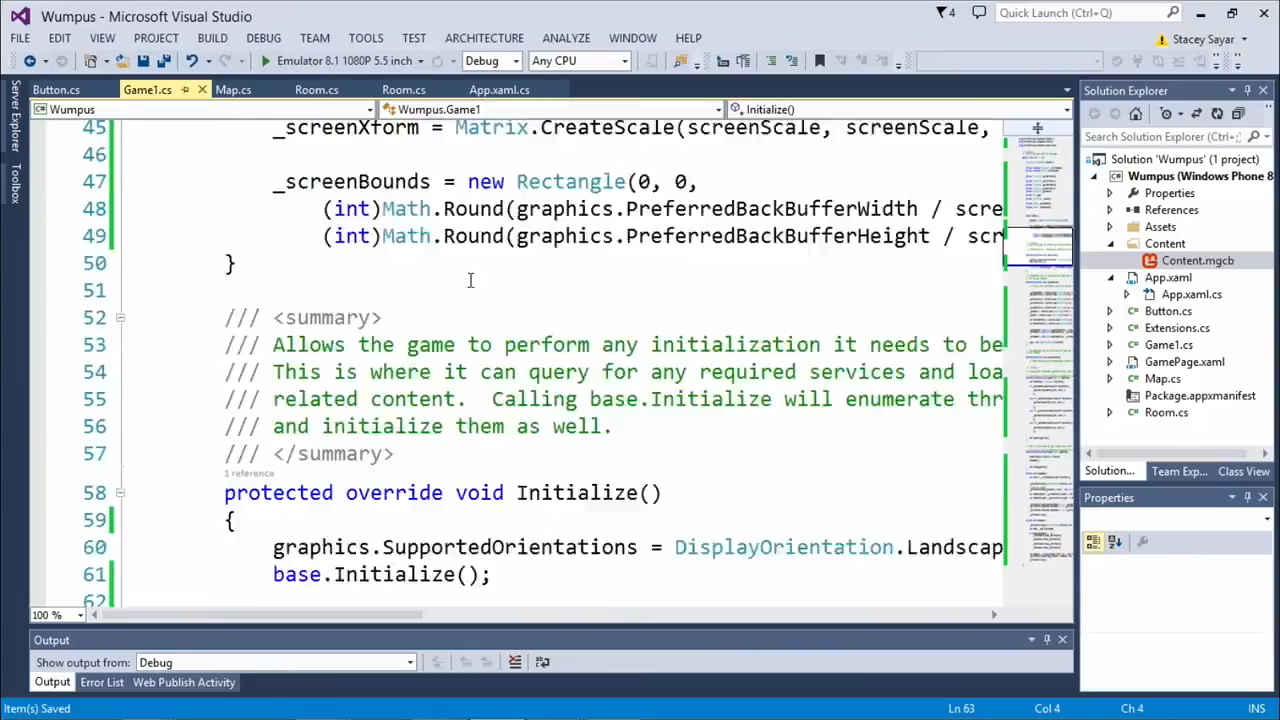 Wumpus - Microsoft Visual Studio
4
Quick Launch (Ctrl+Q)
FILE EDIT VIEW PROJECT BUILD DEBUG TEAM TOOLS TEST ARCHITECTURE ANALYZE WINDOW HELP
Stacey Sayar
Emulator 8.1 1080P 5.5 inch
Debug
Any CPU
Server Explorer
Toolbox
Button.cs Game1.cs Map.cs Room.cs Room.cs App.xaml.cs
Wumpus Wumpus.Game1 Initialize()
45 _screenXform = Matrix.CreateScale(screenScale, screenScale,
46
47 = new Rectangle(0, 0,
48 Math.Round(graphics.PreferredBackBufferWidth /
49 Math.Round(graphics.PreferredBackBufferHeight /
50 }
51
52 /// <summary>
53 /// Allows the game to perform any initialization it needs to
54 /// This is where it can query for any required services and
55 /// related content. Calling base.Initialize will enumerate
56 /// and initialize them as well.
57 /// </summary>
1 reference
58 protected override void Initialize()
59 {
60 graphics.SupportedOrientations = DisplayOrientation.
61 base.Initialize();
62
100 %
Output
Show output from: Debug
Output Error List Web Publish Activity
Item(s) Saved
Ln 63 Col 4 Ch 4 INS
Solution Explorer
Search Solution Explorer (Ctrl+;)
Solution 'Wumpus' (1 project)
Wumpus (Windows Phone 8
Properties
References
Assets
Content
Content.mgcb
App.xaml
App.xaml.cs
Button.cs
Extensions.cs
Game1.cs
GamePage.xaml
Map.cs
Package.appxmanifest
Room.cs
Solution... Team Exp... Class View
Properties